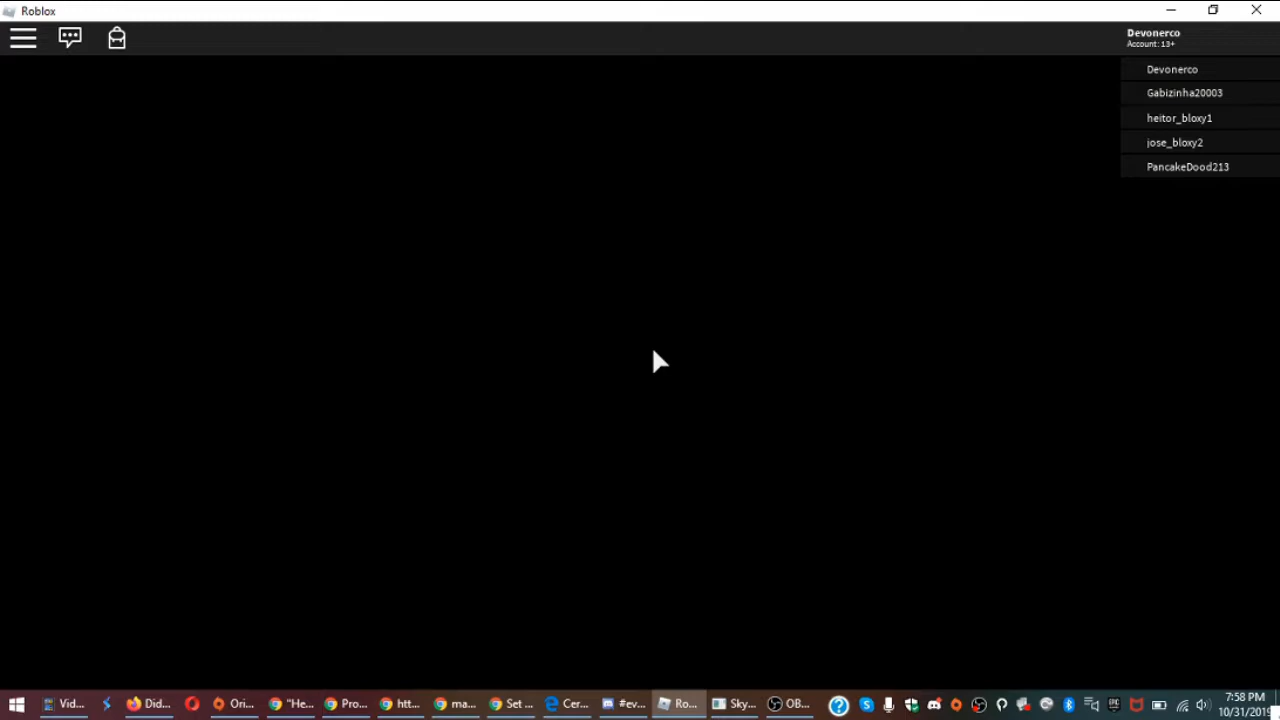 Roblox
Devonerco
Account: 13+
Devonerco
Gabizinha20003
heitor_bloxy1
jose_bloxy2
PancakeDood213
Vid... Did... Ori... "He... Pro... htt... ma... Set ... Cer... #ev... Ro... Sky... OB...
7:58 PM
10/31/2019